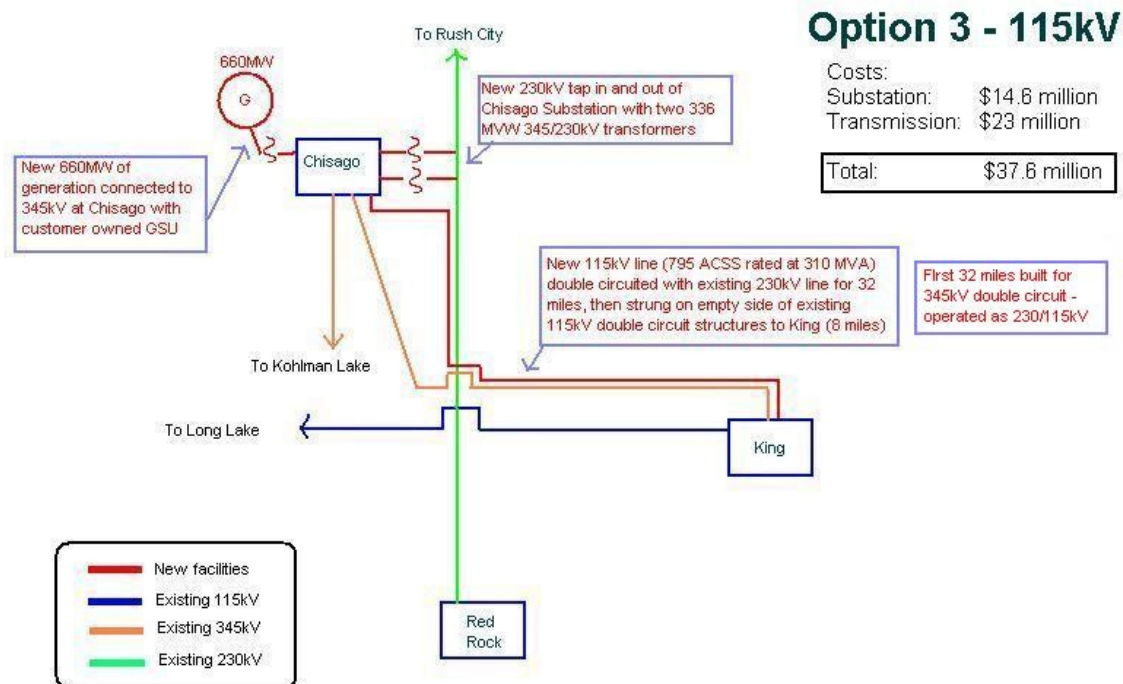 Option 3 - 115kV
Costs:
Substation: $14.6 million
Transmission: $23 million
Total: $37.6 million
To Rush City
660MW
G
New 230kV tap in and out of
Chisago Substation with two 336
MVW 345/230kV transformers
Chisago
New 660MW of
generation connected to
345kV at Chisago with
customer owned GSU
New 115kV line (795 ACSS rated at 310 MVA)
double circuited with existing 230kV line for 32
miles, then strung on empty side of existing
115kV double circuit structures to King (8 miles)
First 32 miles built for
345kV double circuit -
operated as 230/115kV
To Kohlman Lake
To Long Lake
King
New facilities
Existing 115kV
Existing 345kV
Existing 230kV
Red
Rock